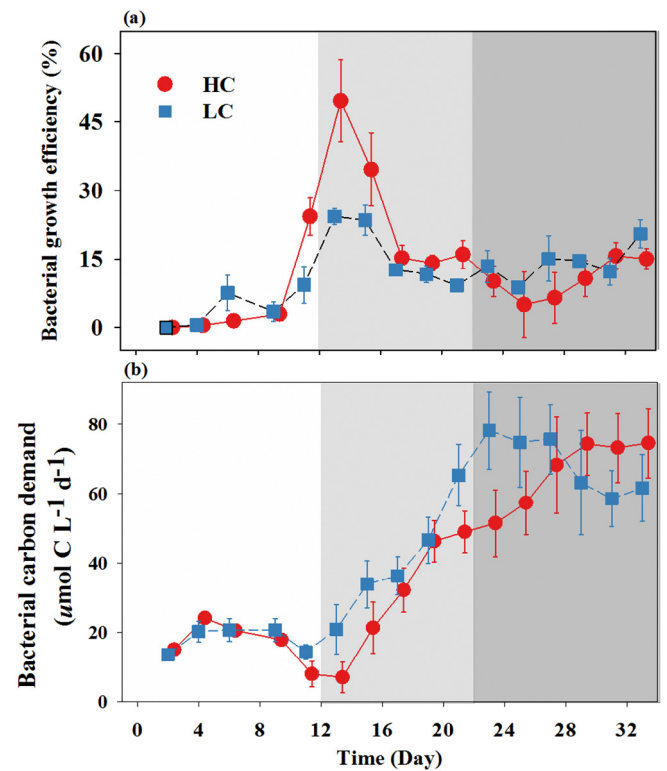 (a)
Bacterial growth efficiency (%)
60
45
30
15
0
HC
LC
(b)
Bacterial carbon demand
(umol C L-1 d-1)
80
60
40
20
0
0 4 8 12 16 20 24 28 32
Time (Day)